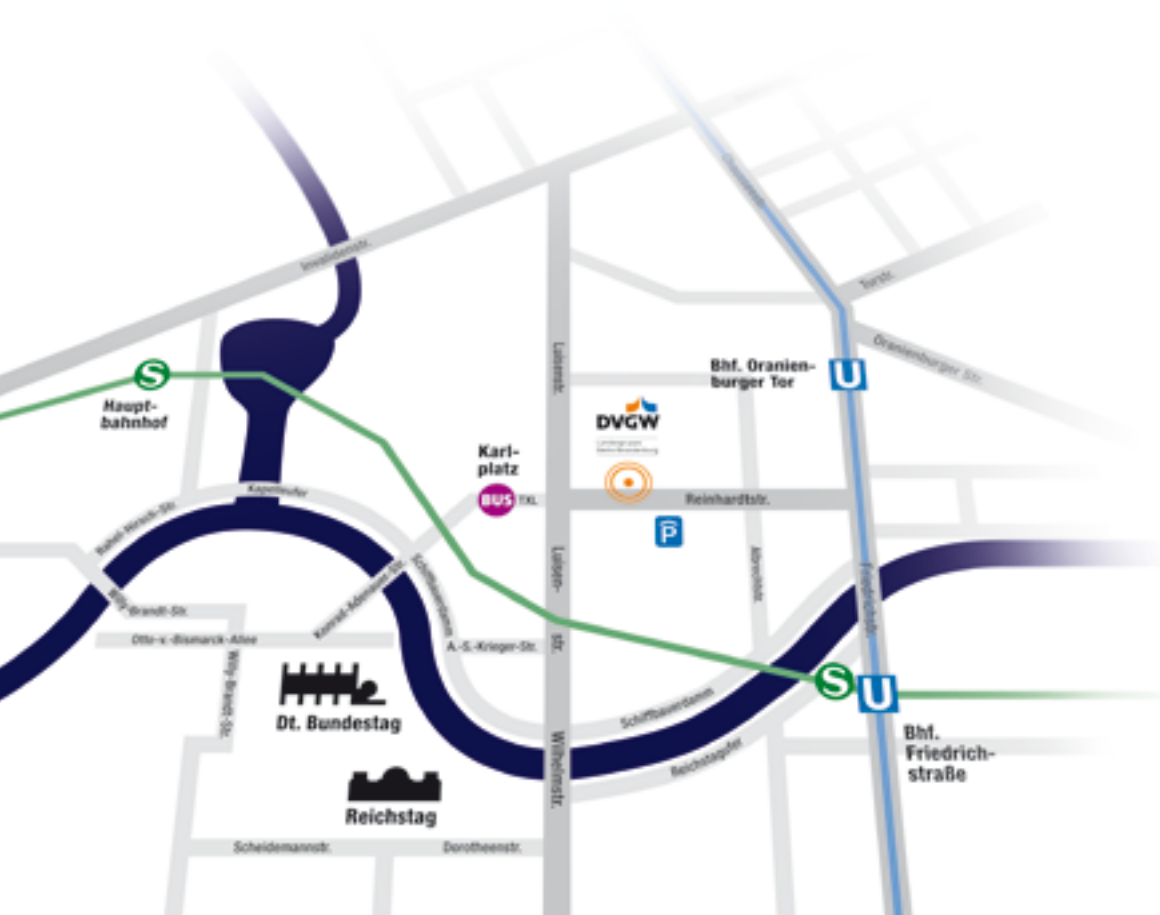 Invalidenstr.
Torstr.
Oranienburger Str.
Luisenstr.
Bhf. Oranien-
burger Tor
U
S
Haupt-
bahnhof
DVGW
Karl-
platz
BUS TXL
Reinhardtstr.
P
Kapelleufer
Rahel-Hirsch-Str.
Luisen-
str.
Albrechtstr.
Friedrichstr.
Schiffbauerdamm
Konrad-Adenauer-Str.
Willy-Brandt-Str.
Otto-v.-Bismarck-Allee
A.-S.-Krieger-Str.
Willy-Brandt-Str.
Dt. Bundestag
Schiffbauerdamm
S
U
Bhf.
Friedrich-
straße
Reichstagufer
Wilhelmstr.
Reichstag
Scheidemannstr.
Dorotheenstr.